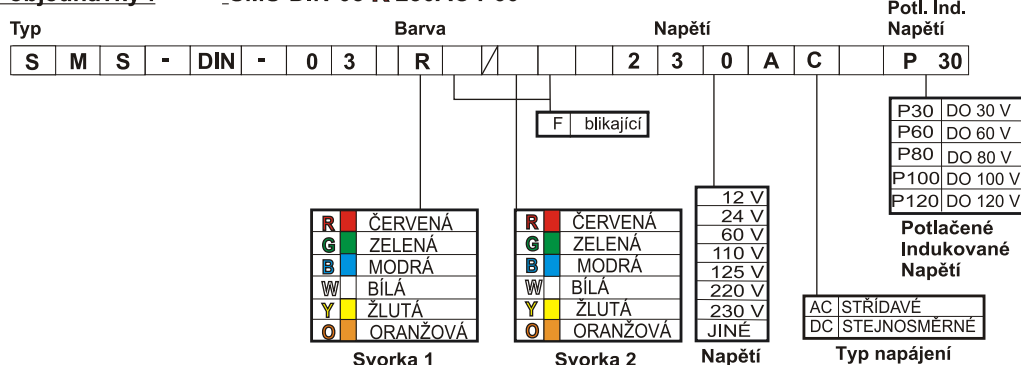 objednávný :
Potl. Ind.
Typ Barva Napětí Napětí
S M S - DIN - 0 3 R / 2 3 0 A C P 30
F blikající
P30 DO 30 V
P60 DO 60 V
P80 DO 80 V
P100 DO 100 V
P120 DO 120 V
Potlačené
Indukované
Napětí
R ČERVENÁ
G ZELENÁ
B MODRÁ
W BÍLÁ
Y ŽLUTÁ
O ORANŽOVÁ
Svorka 1
R ČERVENÁ
G ZELENÁ
B MODRÁ
W BÍLÁ
Y ŽLUTÁ
O ORANŽOVÁ
Svorka 2
12 V
24 V
60 V
110 V
125 V
220 V
230 V
JINÉ
Napětí
AC STŘÍDAVÉ
DC STEJNOSMĚRNÉ
Typ napájení